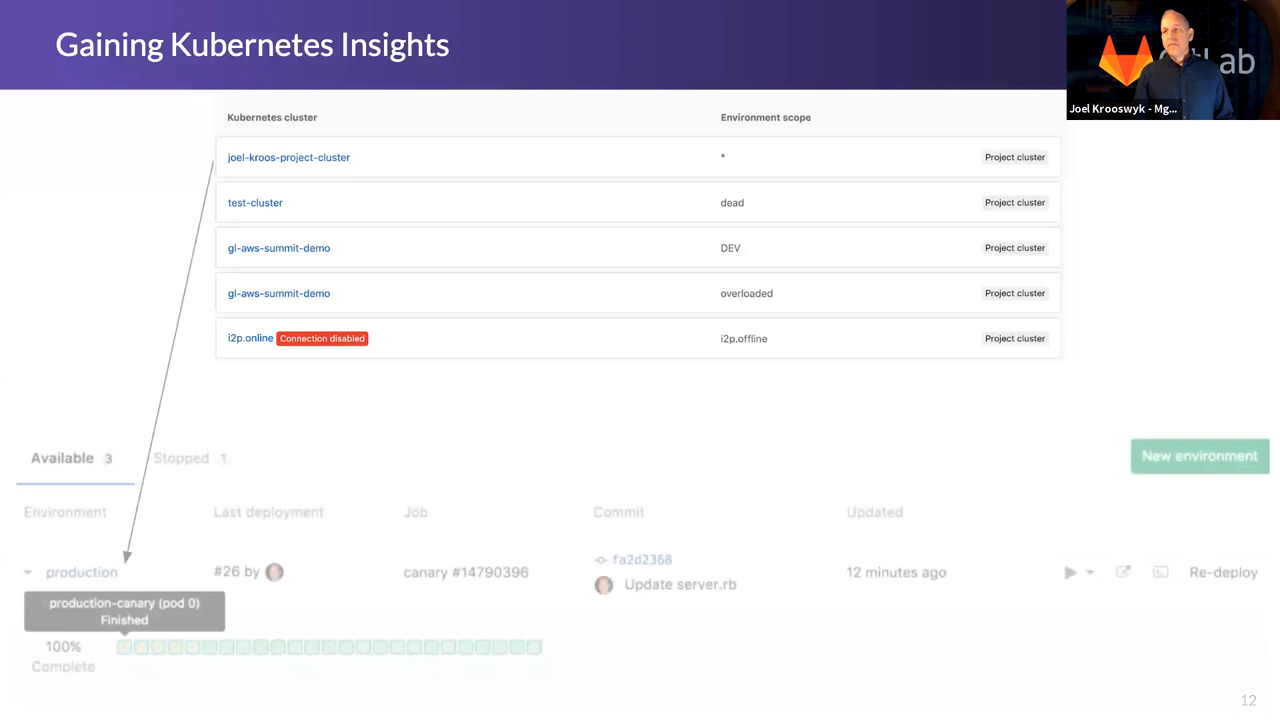 Gaining Kubernetes Insights
Lab
Joel Krooswyk - Mg...
Kubernetes cluster Environment scope
joel-kroos-project-cluster * Project cluster
test-cluster dead Project cluster
gl-aws-summit-demo DEV Project cluster
gl-aws-summit-demo overloaded Project cluster
i2p.online Connection disabled i2p.offline Project cluster
Available 3 Stopped 1 New environment
Environment Last deployment Job Commit Updated
production #26 by canary #14790396 fa2d2368 12 minutes ago Re-deploy
Update server.rb
production-canary (pod 0)
Finished
100%
Complete
12